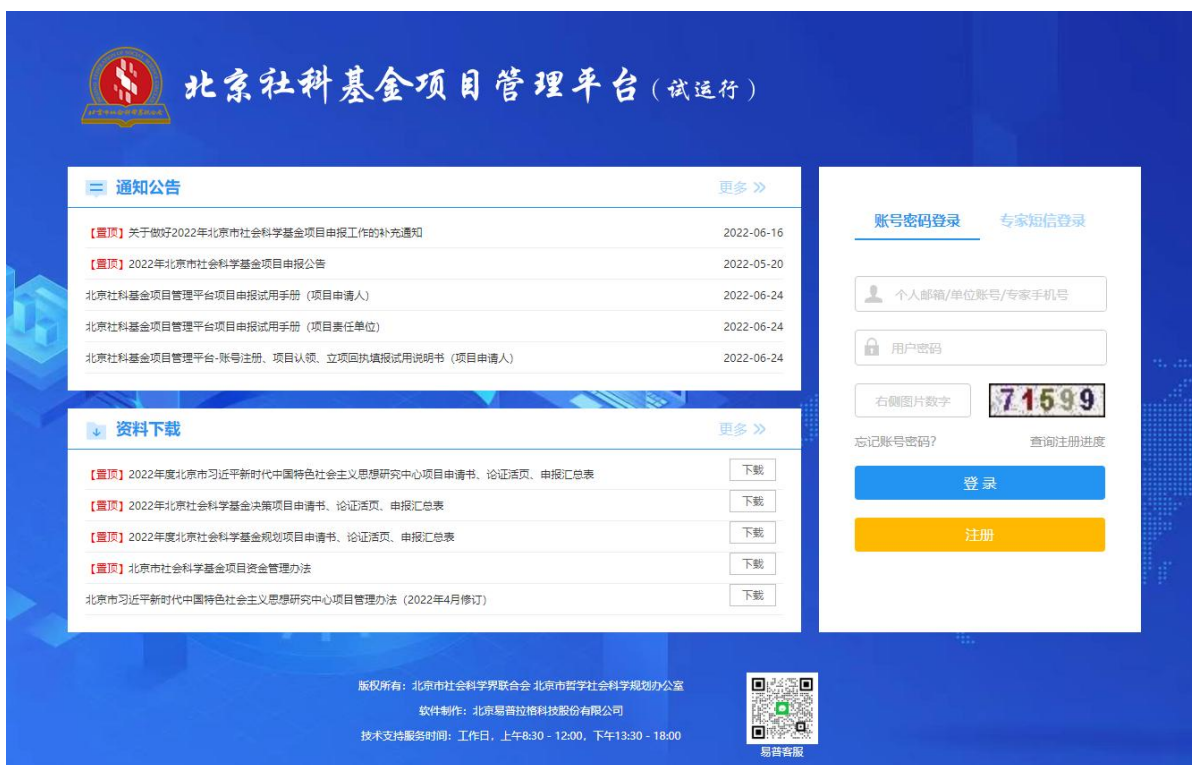 北京社科基金项目管理平台(试运行)
通知公告 更多
【置顶】关于做好2022年北京市社会科学基金项目申报工作的补充通知 2022-06-16
【置顶】2022年北京市社会科学基金项目申报公告 2022-05-20
北京社科基金项目管理平台项目申报试用手册（项目申请人） 2022-06-24
北京社科基金项目管理平台项目申报试用手册（项目责任单位） 2022-06-24
北京社科基金项目管理平台-账号注册、项目认领、立项回执填报试用说明书（项目申请人） 2022-06-24
资料下载 更多
【置顶】2022年度北京市习近平新时代中国特色社会主义思想研究中心项目申请书、论证活页、申报汇总表 下载
【置顶】2022年北京社会科学基金决策项目申请书、论证活页、申报汇总表 下载
【置顶】2022年度北京社会科学基金规划项目申请书、论证活页、申报汇总表 下载
【置顶】北京市社会科学基金项目资金管理办法 下载
北京市习近平新时代中国特色社会主义思想研究中心项目管理办法（2022年4月修订） 下载
账号密码登录 专家短信登录
个人邮箱/单位账号/专家手机号
用户密码
右侧图片数字 71599
忘记账号密码? 查询注册进度
登录
注册
版权所有：北京市社会科学界联合会 北京市哲学社会科学规划办公室
软件制作：北京易普拉格科技股份有限公司
技术支持服务时间：工作日，上午8:30 - 12:00，下午13:30 - 18:00
易普客服